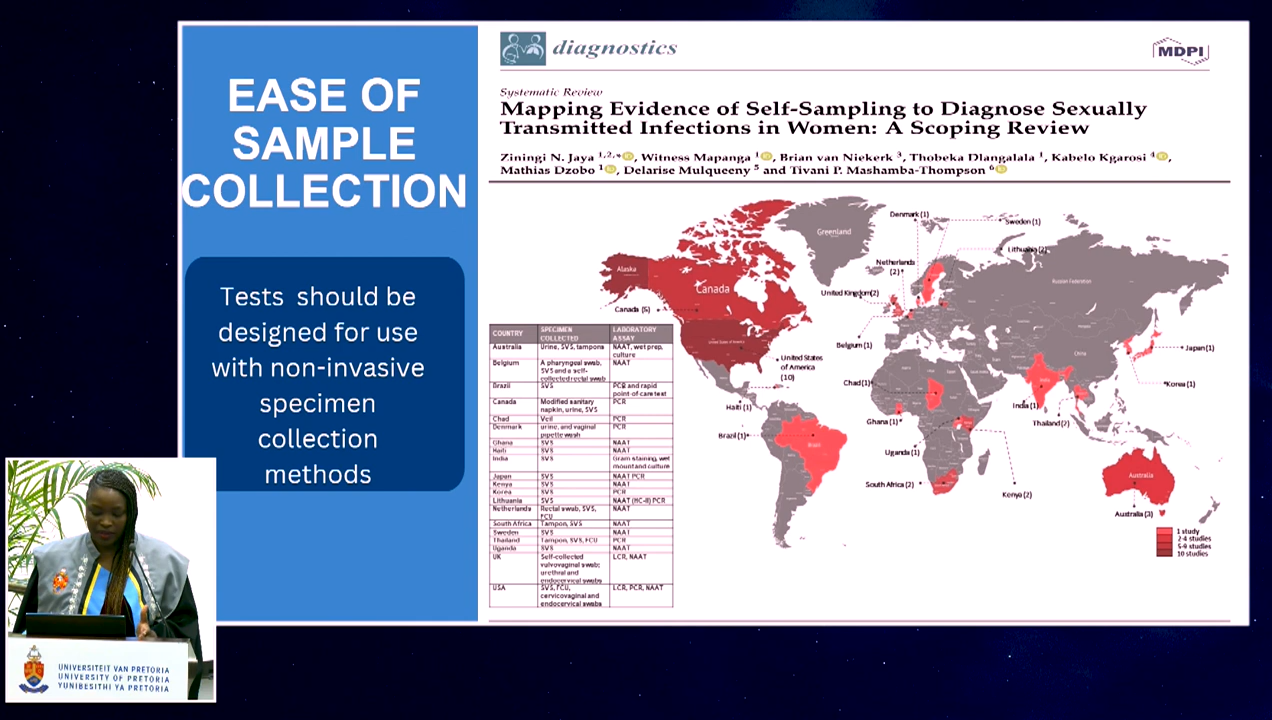 EASE OF
SAMPLE
COLLECTION
Tests should be
designed for use
with non-invasive
specimen
collection
methods
diagnostics
MDPI
Systematic Review
Mapping Evidence of Self-Sampling to Diagnose Sexually
Transmitted Infections in Women: A Scoping Review
Ziningi N. Jaya 1,2,*, Witness Mapanga 1, Brian van Niekerk 3, Thobeka Dlangalala 1, Kabelo Kgarosi 4,
Mathias Dzobo 1, Delarise Mulqueeny 5 and Tivani P. Mashamba-Thompson 6
Greenland
Alaska
Canada
United States of America
Russian Federation
China
India
Brazil
Australia
Denmark (1)
Sweden (1)
Lithuania (2)
Netherlands
(2)
United Kingdom(2)
Canada (5)
Belgium (1)
Japan (1)
United States
of America
(10)
Korea (1)
Chad(1)
Haiti (1)
India (1)
Ghana (1)
Thailand (2)
Brazil (1)
Uganda (1)
South Africa (2)
Kenya (2)
Australia (3)
1 study
2-4 studies
5-9 studies
10 studies
COUNTRY SPECIMEN COLLECTED LABORATORY ASSAY
Australia Urine, SVS, tampons NAAT, wet prep, culture
Belgium A pharyngeal swab, SVS and a self-collected rectal swab NAAT
Brazil SVS PCR and rapid point-of-care test
Canada Modified sanitary napkin, urine, SVS PCR
Chad Veil PCR
Denmark urine, and vaginal pipette wash PCR
Ghana SVS NAAT
Haiti SVS NAAT
India SVS Gram staining, wet mount and culture
Japan SVS NAAT PCR
Kenya SVS NAAT
Korea SVS PCR
Lithuania SVS NAAT (HC-II) PCR
Netherlands Rectal swab, SVS, FCU NAAT
South Africa Tampon, SVS NAAT
Sweden SVS NAAT
Thailand Tampon, SVS, FCU PCR
Uganda SVS NAAT
UK Self-collected vulvovaginal swab; urethral and endocervical swabs LCR, NAAT
USA SVS, FCU, cervicovaginal and endocervical swabs LCR, PCR, NAAT
UNIVERSITEIT VAN PRETORIA
UNIVERSITY OF PRETORIA
YUNIBESITHI YA PRETORIA